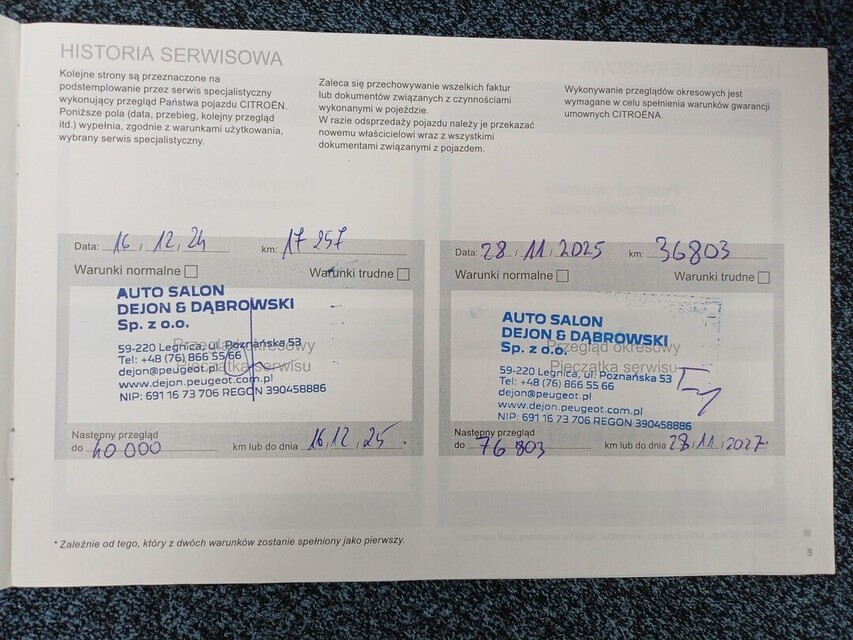 HISTORIA SERWISOWA
Kolejne strony są przeznaczone na
podstemplowanie przez serwis specjalistyczny
wykonujący przegląd Państwa pojazdu CITROËN.
Poniższe pola (data, przebieg, kolejny przegląd
itd.) wypełnia, zgodnie z warunkami użytkowania,
wybrany serwis specjalistyczny.
Zaleca się przechowywanie wszelkich faktur
lub dokumentów związanych z czynnościami
wykonanymi w pojeździe.
W razie odsprzedaży pojazdu należy je przekazać
nowemu właścicielowi wraz z wszystkimi
dokumentami związanymi z pojazdem.
Wykonywanie przeglądów okresowych jest
wymagane w celu spełnienia warunków gwarancji
umownych CITROËNA.
Data: 16, 12, 24 km: 17 257
Warunki normalne Warunki trudne
AUTO SALON
DEJON & DĄBROWSKI
Sp. z o.o.
Przegląd okresowy
Pieczątka serwisu
59-220 Legnica, ul. Poznańska 53
Tel: +48 (76) 866 55 66
dejon@peugeot.pl
www.dejon.peugeot.com.pl
NIP: 691 16 73 706 REGON 390458886
Następny przegląd
do 40 000 km lub do dnia 16, 12, 25.
Data: 28, 11, 2025 km: 36803
Warunki normalne Warunki trudne
AUTO SALON
DEJON & DĄBROWSKI
Sp. z o.o.
Przegląd okresowy
Pieczątka serwisu
59-220 Legnica, ul. Poznańska 53
Tel: +48 (76) 866 55 66
dejon@peugeot.pl
www.dejon.peugeot.com.pl
NIP: 691 16 73 706 REGON 390458886
Następny przegląd
do 76 803 km lub do dnia 28, 11, 2027.
* Zależnie od tego, który z dwóch warunków zostanie spełniony jako pierwszy.
3